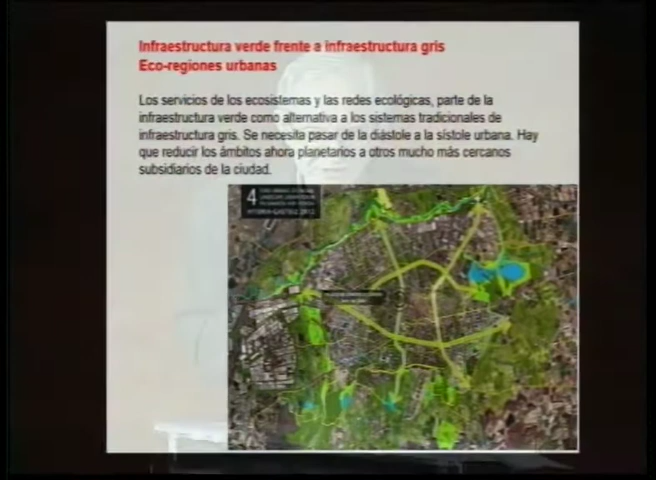 Infraestructura verde frente a infraestructura gris
Eco-regiones urbanas
Los servicios de los ecosistemas y las redes ecológicas, parte de la
infraestructura verde como alternativa a los sistemas tradicionales de
infraestructura gris. Se necesita pasar de la diástole a la sístole urbana. Hay
que reducir los ámbitos ahora planetarios a otros mucho más cercanos
subsidiarios de la ciudad.
4
VITORIA-GASTEIZ 2012